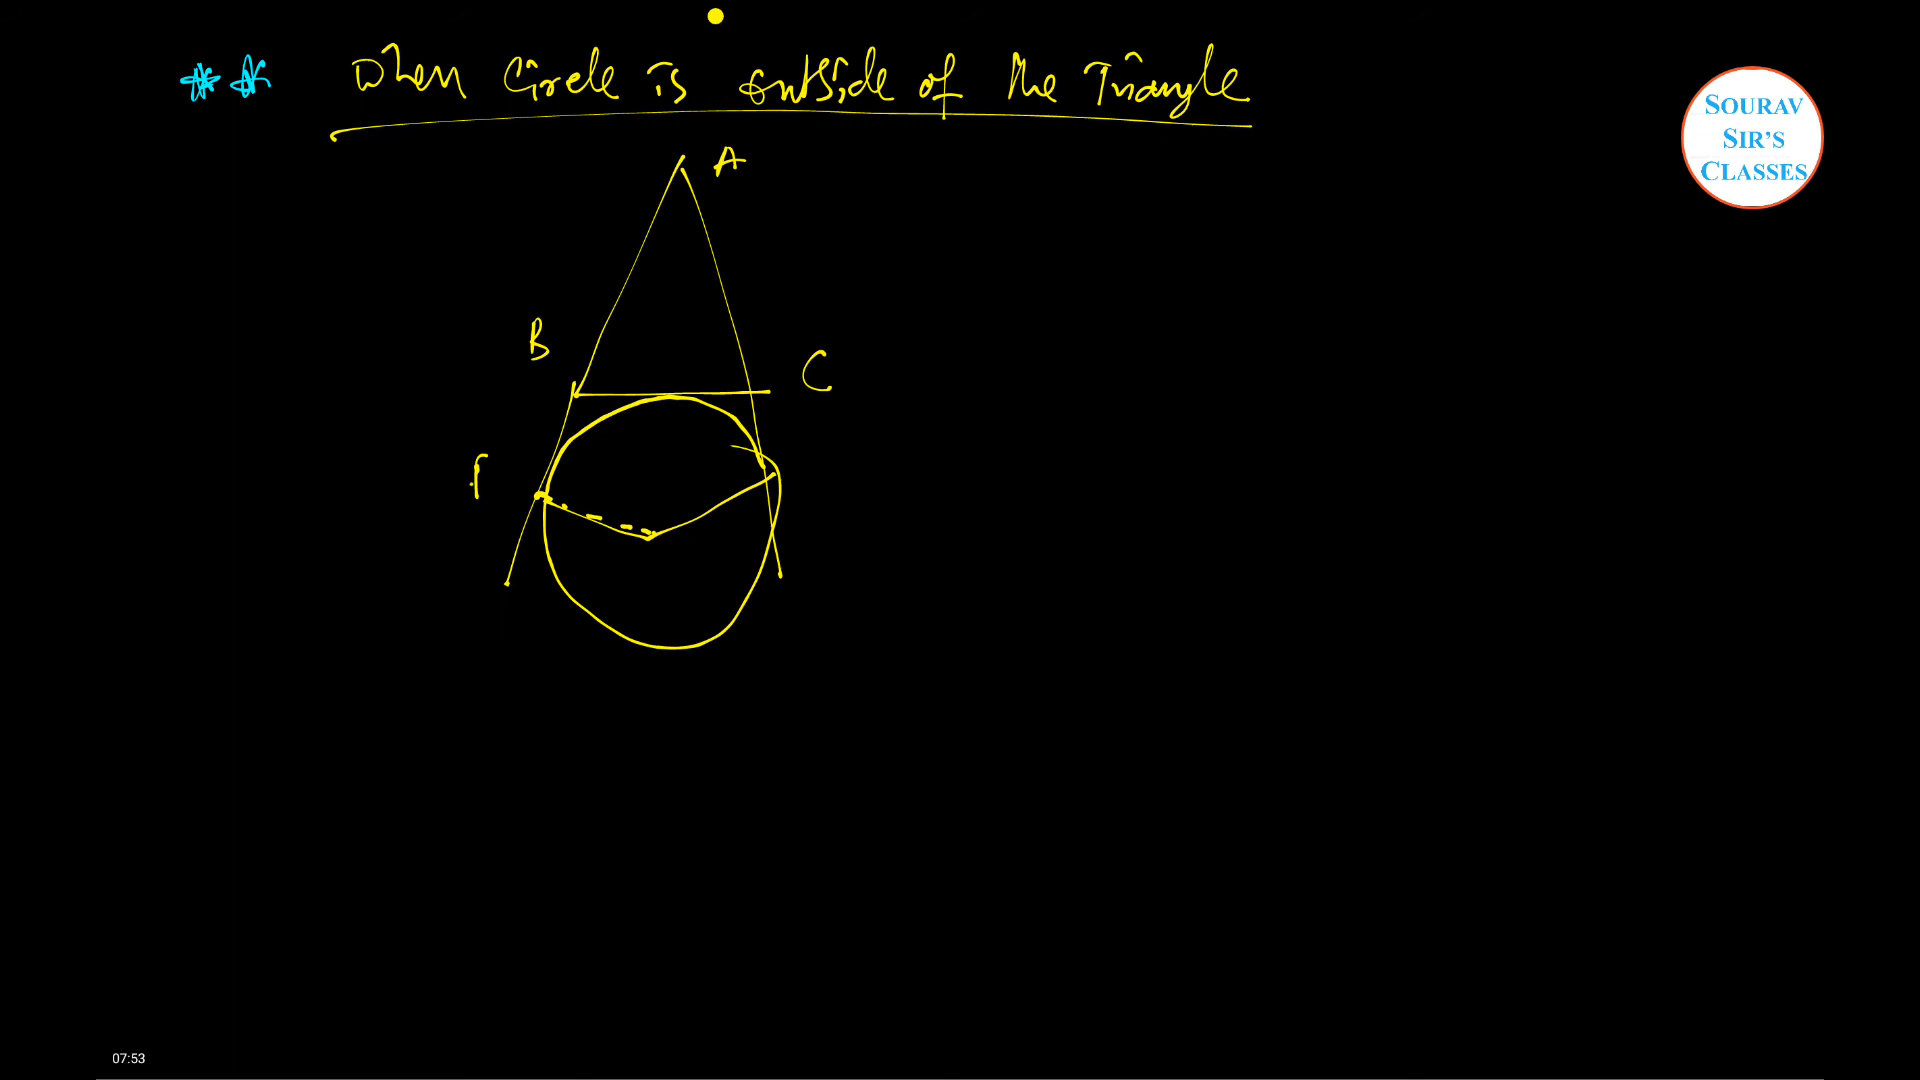 ** When Circle is outside of the Triangle
SOURAV
SIR'S
CLASSES
A
B
C
07:53